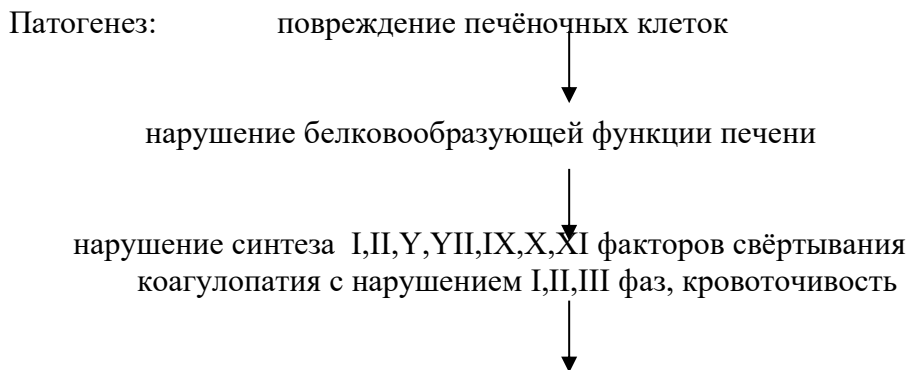 Патогенез: повреждение печёночных клеток
нарушение белковообразующей функции печени
нарушение синтеза I,II,Y,YII,IX,X,XI факторов свёртывания
коагулопатия с нарушением I,II,III фаз, кровоточивость